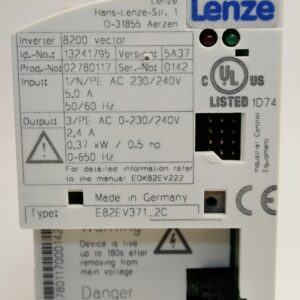 Lenze
Hans-Lenze-Str. 1
D-31855 Aerzen
Lenze
Inverter 8200 vector
Id.-No.: 13241795 Version: 5A37
Prod.-No: 02780117 Ser.-No: 0142
Input: 1/N/PE AC 230/240V
5.0 A
50/60 Hz
Output: 3/PE AC 0-230/240V
2.4 A
0.37 kW / 0.5 hp
0-650 Hz
For detailed information refer
to the manual EDK82EV222
Made in Germany
Type: E82EV371_2C
C UL US
LISTED 1D74
Industrial Control
Equipment
CE
Warning
Device is live
up to 180s after
removing from
main voltage
Danger